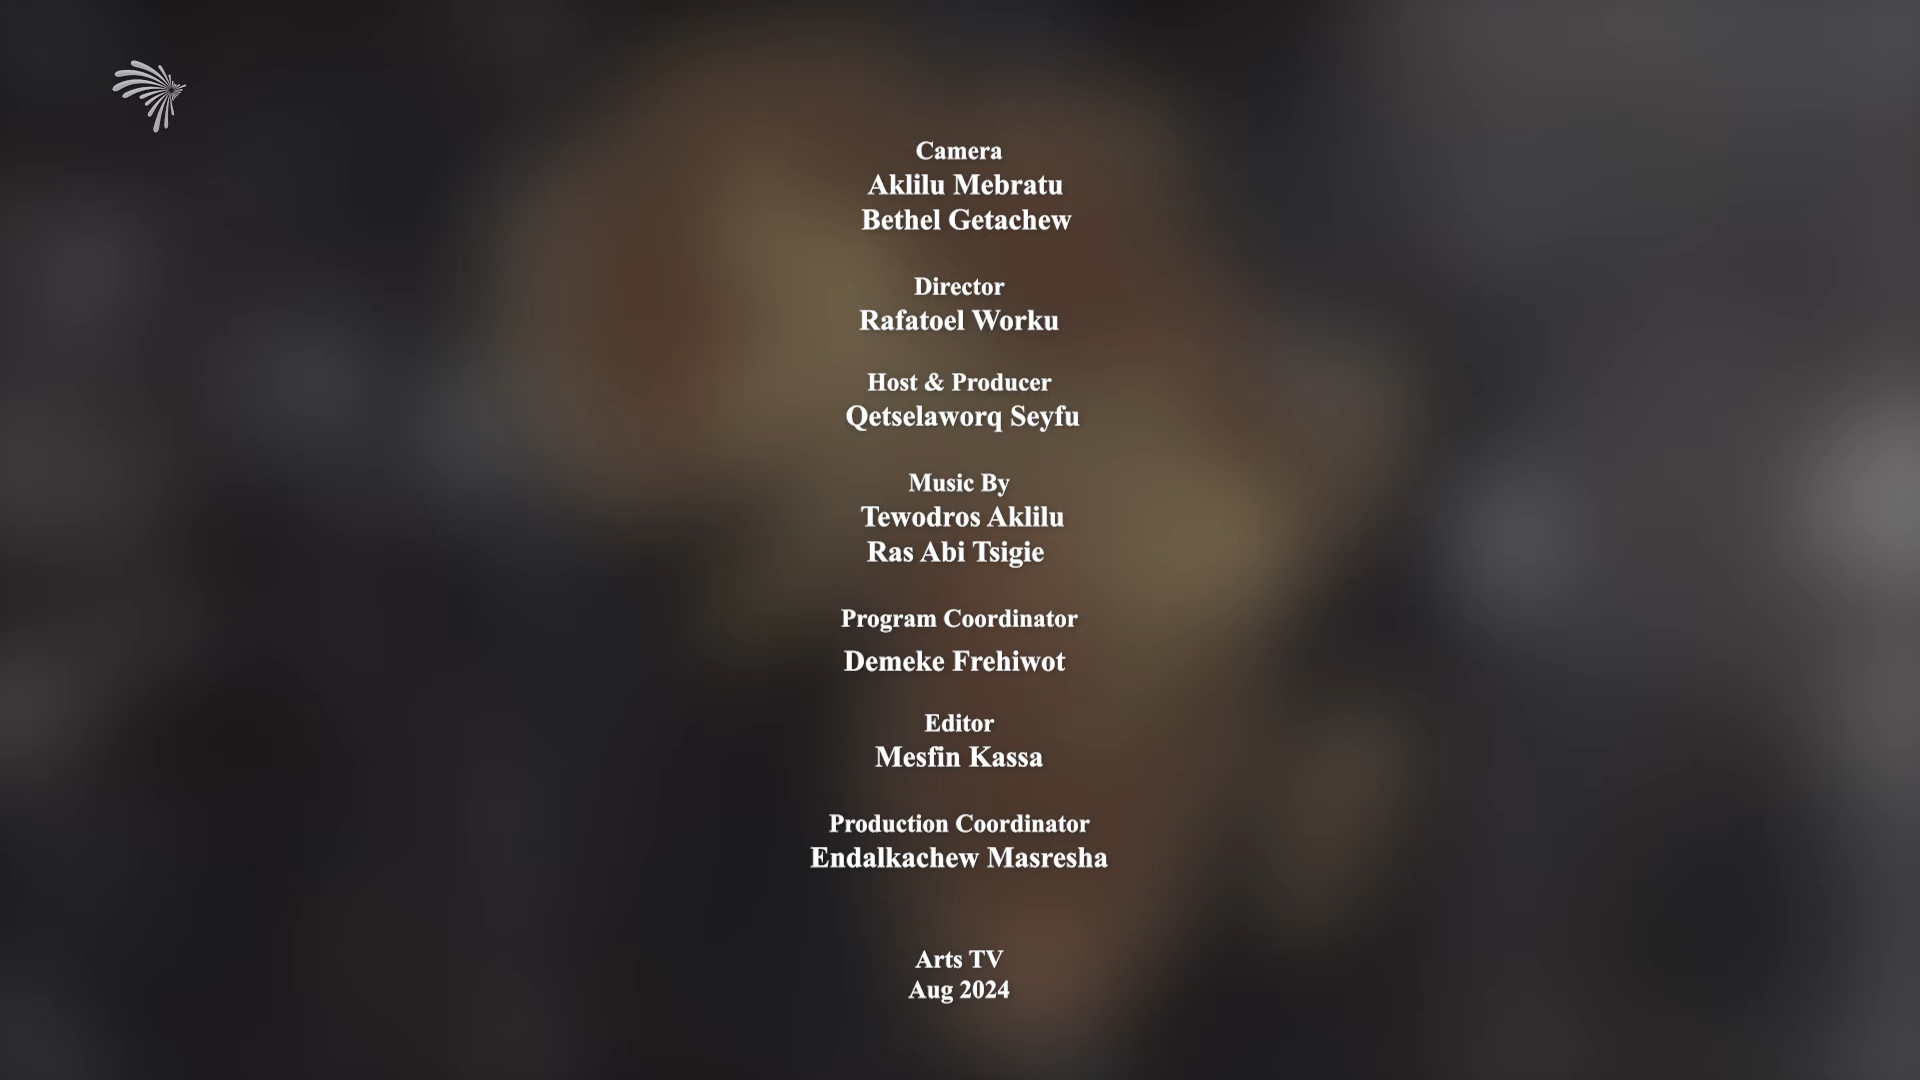 Camera
Aklilu Mebratu
Bethel Getachew
Director
Rafatoel Worku
Host & Producer
Qetselaworq Seyfu
Music By
Tewodros Aklilu
Ras Abi Tsigie
Program Coordinator
Demeke Frehiwot
Editor
Mesfin Kassa
Production Coordinator
Endalkachew Masresha
Arts TV
Aug 2024